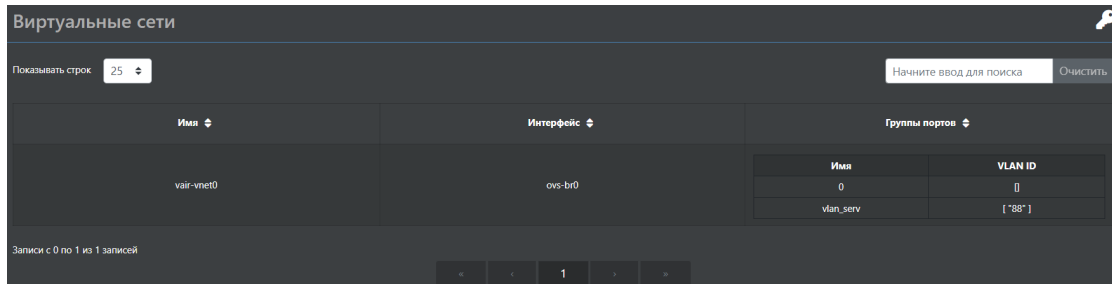 Виртуальные сети
Показывать строк 25
Начните ввод для поиска Очистить
Имя Интерфейс Группы портов
Имя VLAN ID
vair-vnet0 ovs-br0 0 []
vlan_serv [ "88" ]
Записи с 0 по 1 из 1 записей
« ‹ 1 › »